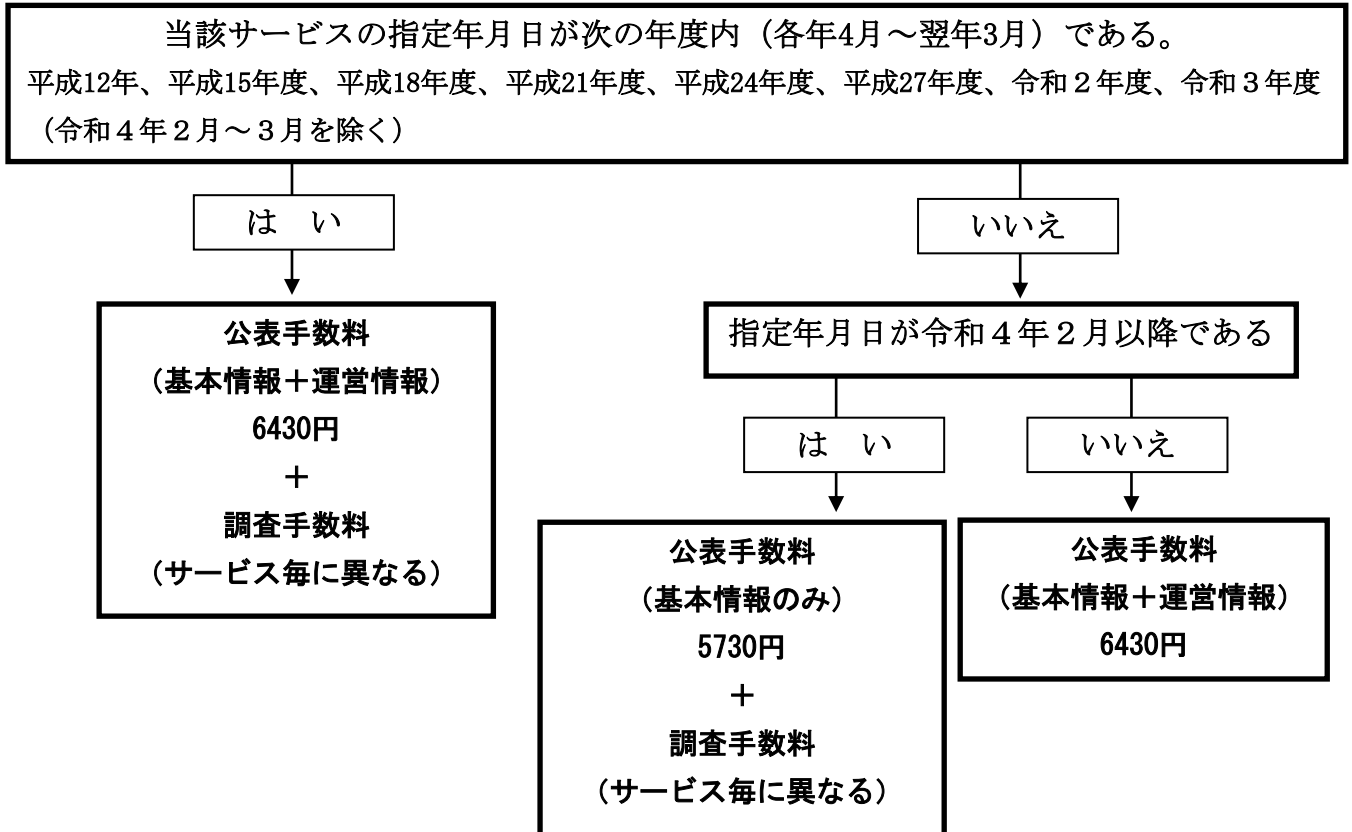 当該サービスの指定年月日が次の年度内（各年4月～翌年3月）である。
平成12年、平成15年度、平成18年度、平成21年度、平成24年度、平成27年度、令和２年度、令和３年度
（令和４年２月～３月を除く）
は　い
いいえ
公表手数料
（基本情報＋運営情報）
6430円
＋
調査手数料
（サービス毎に異なる）
指定年月日が令和４年２月以降である
は　い
いいえ
公表手数料
（基本情報のみ）
5730円
＋
調査手数料
（サービス毎に異なる）
公表手数料
（基本情報＋運営情報）
6430円